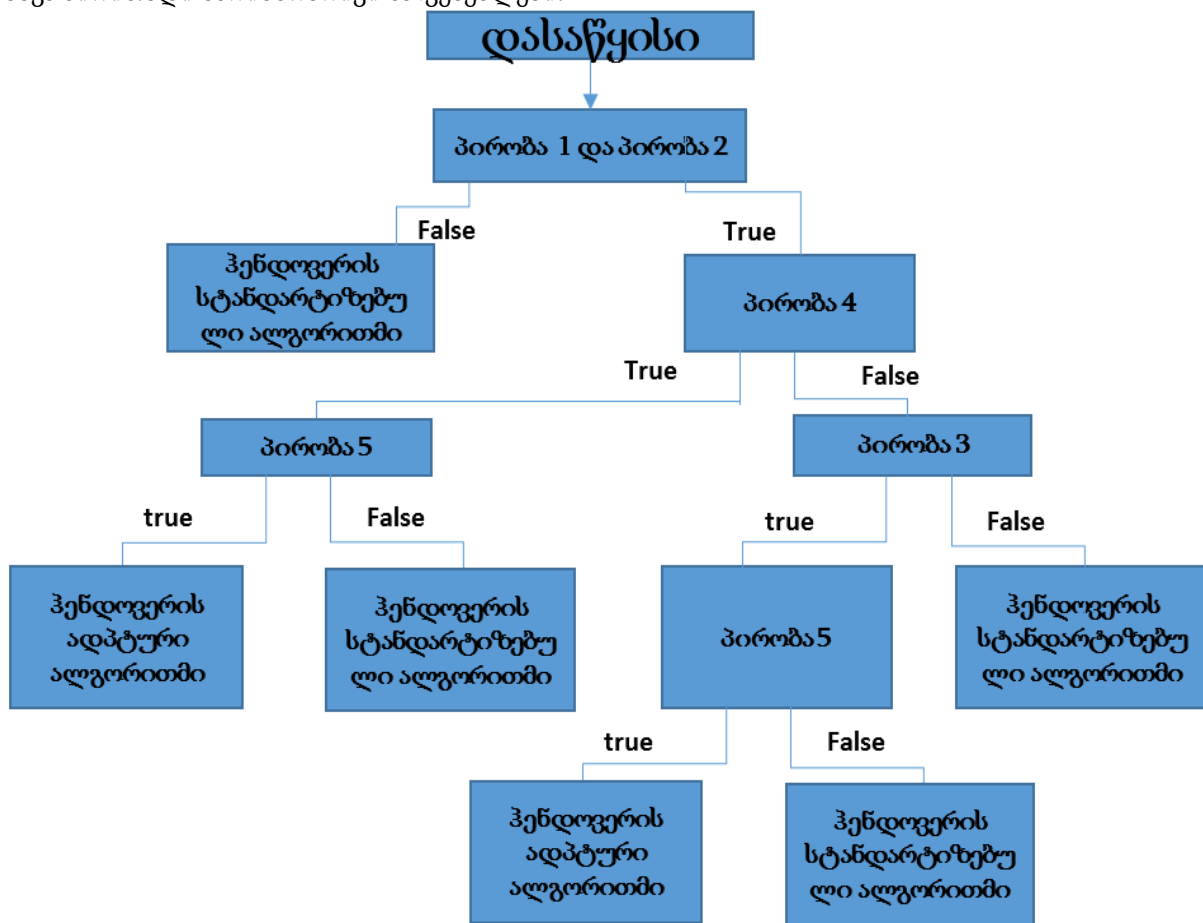 დასაწყისი
პირობა 1 და პირობა 2
False
True
ჰენდოვერის
სტანდარტიზებუ
ლი ალგორითმი
პირობა 4
True
False
პირობა 5
პირობა 3
true
False
true
False
ჰენდოვერის
ადპტური
ალგორითმი
ჰენდოვერის
სტანდარტიზებუ
ლი ალგორითმი
პირობა 5
ჰენდოვერის
სტანდარტიზებუ
ლი ალგორითმი
true
False
ჰენდოვერის
ადპტური
ალგორითმი
ჰენდოვერის
სტანდარტიზებუ
ლი ალგორითმი